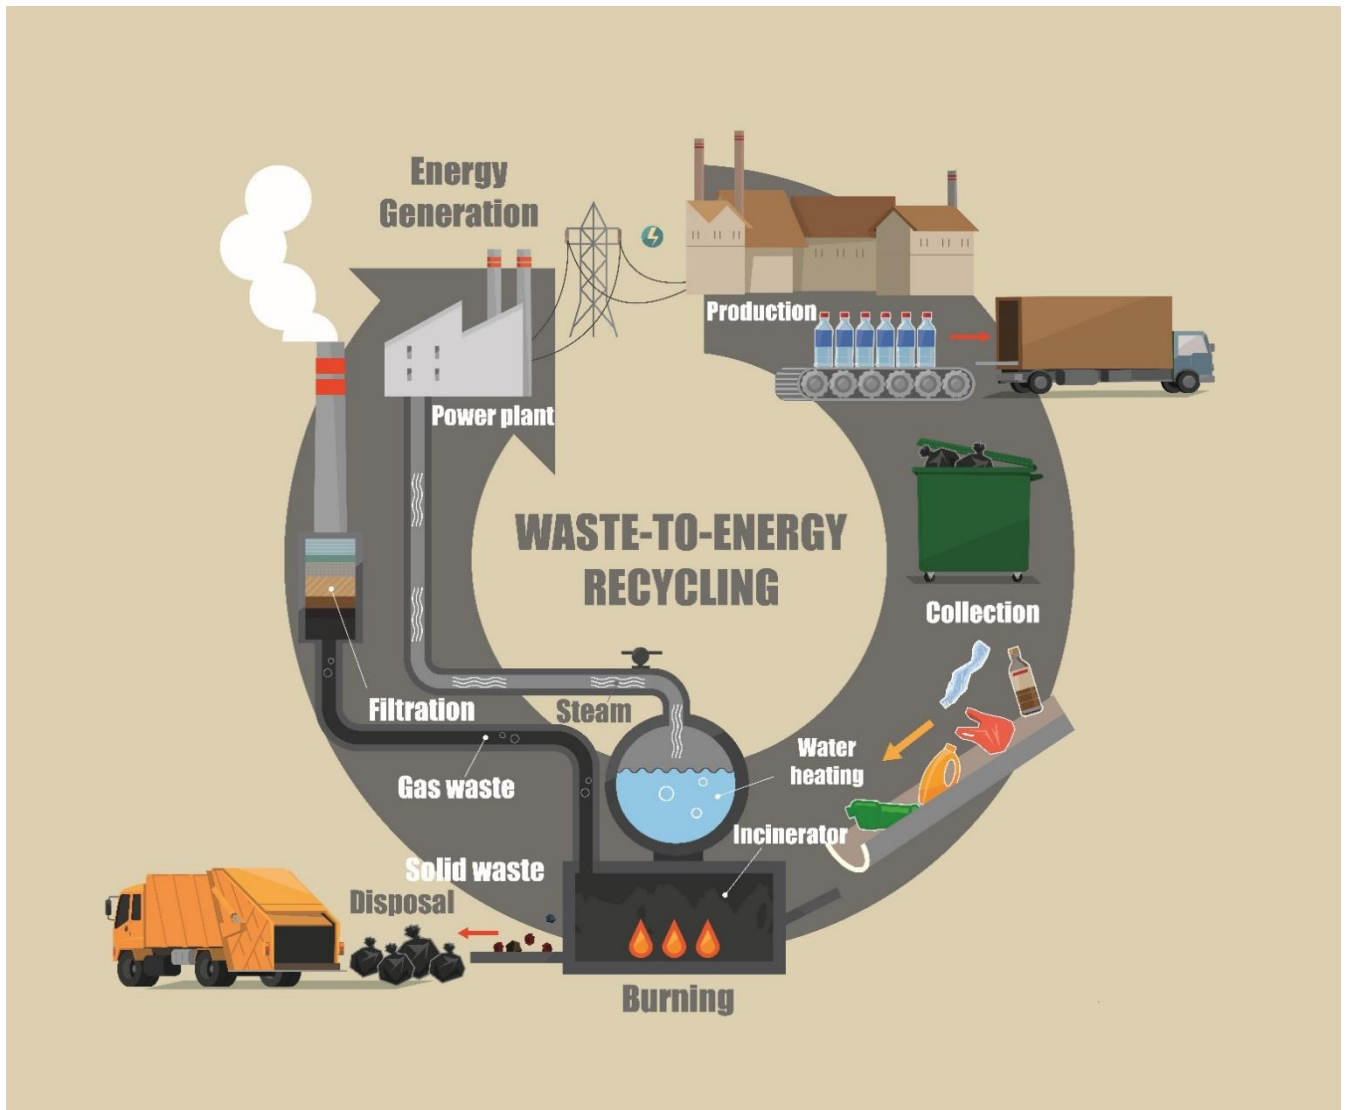 Energy
Generation
Production
Power plant
WASTE-TO-ENERGY
RECYCLING
Collection
Filtration
Steam
Water
heating
Gas waste
Incinerator
Solid waste
Disposal
Burning